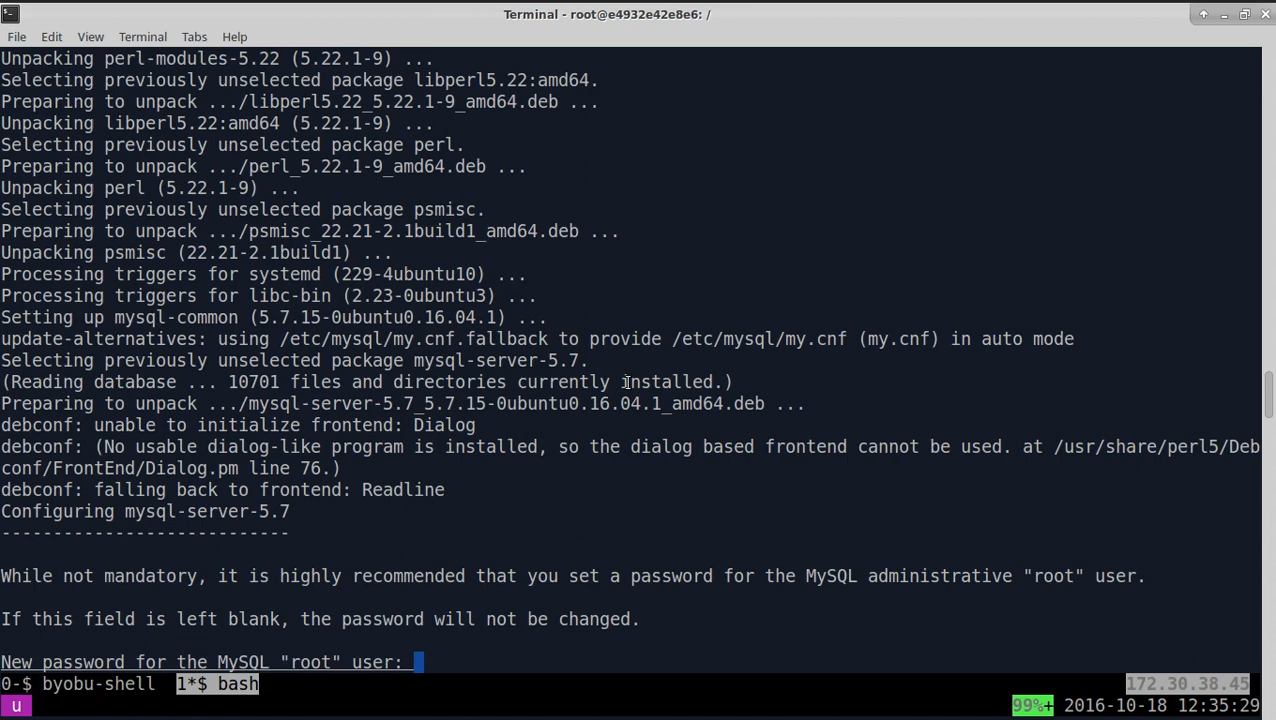 Terminal - root@e4932e42e8e6: /
File Edit View Terminal Tabs Help
Unpacking perl-modules-5.22 (5.22.1-9) ...
Selecting previously unselected package libperl5.22:amd64.
Preparing to unpack .../libperl5.22_5.22.1-9_amd64.deb ...
Unpacking libperl5.22:amd64 (5.22.1-9) ...
Selecting previously unselected package perl.
Preparing to unpack .../perl_5.22.1-9_amd64.deb ...
Unpacking perl (5.22.1-9) ...
Selecting previously unselected package psmisc.
Preparing to unpack .../psmisc_22.21-2.1build1_amd64.deb ...
Unpacking psmisc (22.21-2.1build1) ...
Processing triggers for systemd (229-4ubuntu10) ...
Processing triggers for libc-bin (2.23-0ubuntu3) ...
Setting up mysql-common (5.7.15-0ubuntu0.16.04.1) ...
update-alternatives: using /etc/mysql/my.cnf.fallback to provide /etc/mysql/my.cnf (my.cnf) in auto mode
Selecting previously unselected package mysql-server-5.7.
(Reading database ... 10701 files and directories currently installed.)
Preparing to unpack .../mysql-server-5.7_5.7.15-0ubuntu0.16.04.1_amd64.deb ...
debconf: unable to initialize frontend: Dialog
debconf: (No usable dialog-like program is installed, so the dialog based frontend cannot be used. at /usr/share/perl5/Deb
conf/FrontEnd/Dialog.pm line 76.)
debconf: falling back to frontend: Readline
Configuring mysql-server-5.7
----------------------------
While not mandatory, it is highly recommended that you set a password for the MySQL administrative "root" user.
If this field is left blank, the password will not be changed.
New password for the MySQL "root" user:
0-$ byobu-shell 1*$ bash 172.30.38.45
u 99%+ 2016-10-18 12:35:29